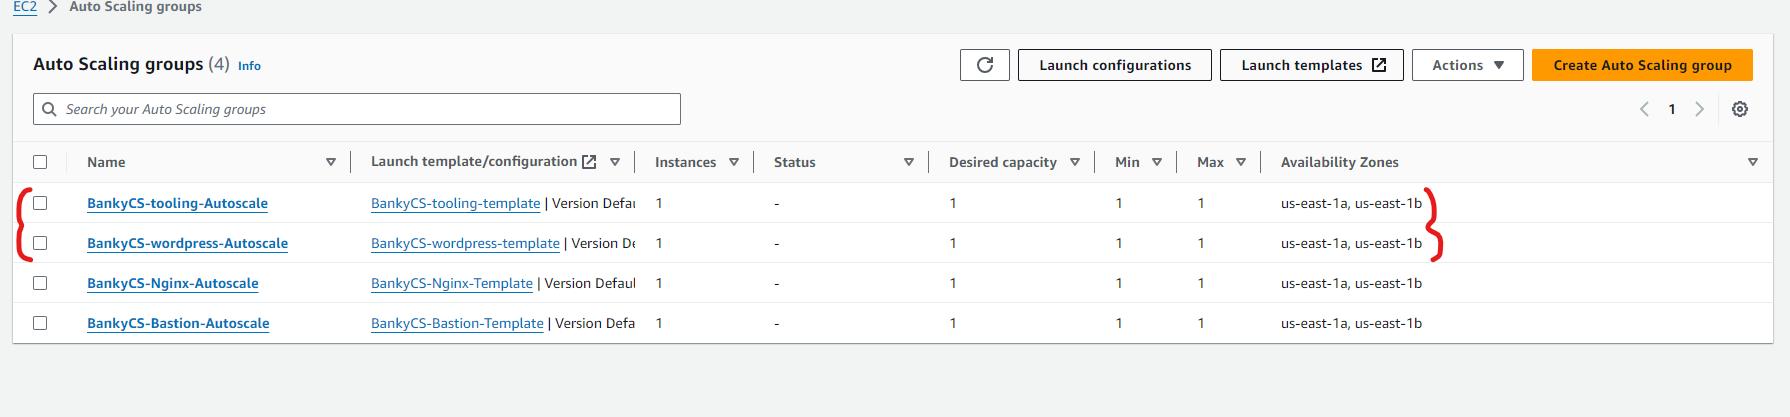 EC2 > Auto Scaling groups
Auto Scaling groups (4) Info Launch configurations Launch templates Actions Create Auto Scaling group
Search your Auto Scaling groups 1
Name Launch template/configuration Instances Status Desired capacity Min Max Availability Zones
BankyCS-tooling-Autoscale BankyCS-tooling-template | Version Defau 1 - 1 1 1 us-east-1a, us-east-1b
BankyCS-wordpress-Autoscale BankyCS-wordpress-template | Version De 1 - 1 1 1 us-east-1a, us-east-1b
BankyCS-Nginx-Autoscale BankyCS-Nginx-Template | Version Default 1 - 1 1 1 us-east-1a, us-east-1b
BankyCS-Bastion-Autoscale BankyCS-Bastion-Template | Version Defa 1 - 1 1 1 us-east-1a, us-east-1b